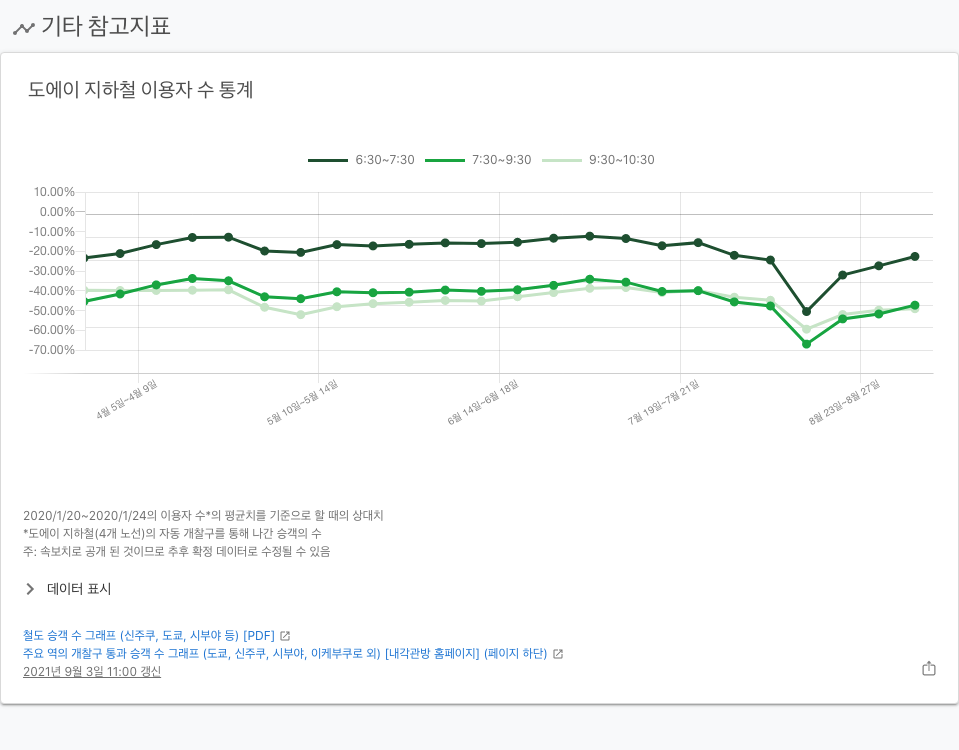 기타 참고지표
도에이 지하철 이용자 수 통계
6:30~7:30 7:30~9:30 9:30~10:30
10.00%
0.00%
-10.00%
-20.00%
-30.00%
-40.00%
-50.00%
-60.00%
-70.00%
4월 5일~4월 9일
5월 10일~5월 14일
6월 14일~6월 18일
7월 19일~7월 21일
8월 23일~8월 27일
2020/1/20~2020/1/24의 이용자 수*의 평균치를 기준으로 할 때의 상대치
*도에이 지하철(4개 노선)의 자동 개찰구를 통해 나간 승객의 수
주: 속보치로 공개 된 것이므로 추후 확정 데이터로 수정될 수 있음
데이터 표시
철도 승객 수 그래프 (신주쿠, 도쿄, 시부야 등) [PDF]
주요 역의 개찰구 통과 승객 수 그래프 (도쿄, 신주쿠, 시부야, 이케부쿠로 외) [내각관방 홈페이지] (페이지 하단)
2021년 9월 3일 11:00 갱신